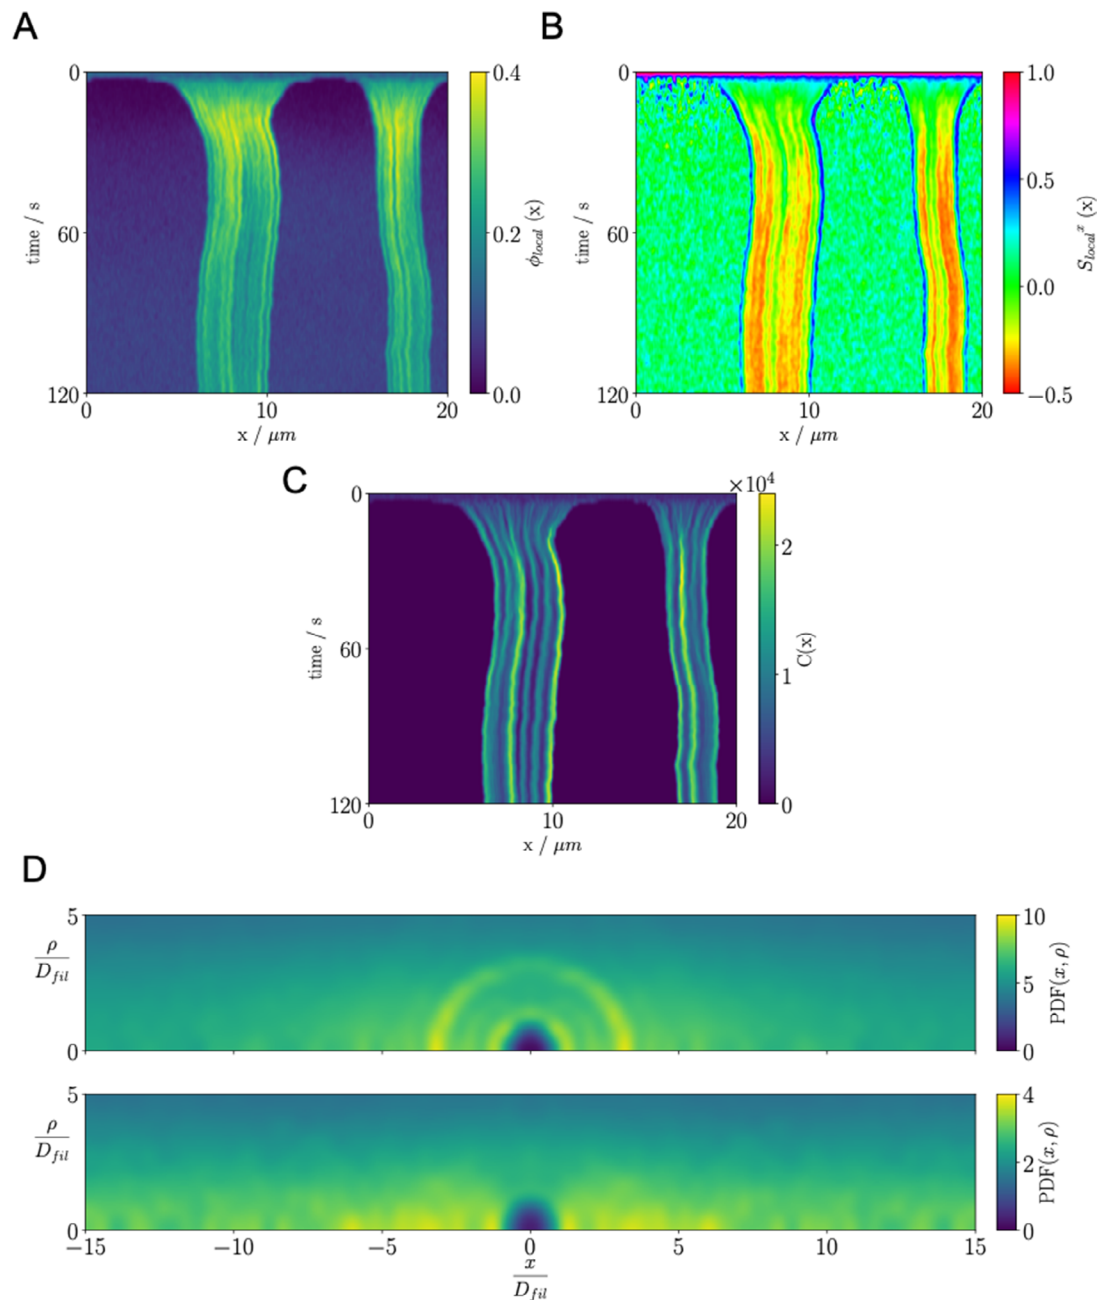 A
B
0
60
120
time / s
0
10
20
x / μm
0.4
0.2
0.0
ϕlocal (x)
0
60
120
time / s
0
10
20
x / μm
1.0
0.5
0.0
−0.5
Slocalˣ (x)
C
0
60
120
time / s
0
10
20
x / μm
×10⁴
2
1
0
C(x)
D
5
0
ρ
Dfil
10
5
0
PDF(x, ρ)
5
0
ρ
Dfil
4
2
0
PDF(x, ρ)
−15
−10
−5
0
5
10
15
x
Dfil